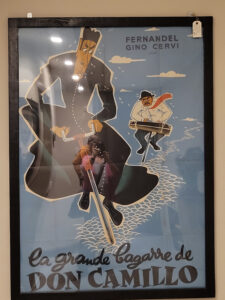 FERNANDEL
GINO CERVI
la grande bagarre de
DON CAMILLO